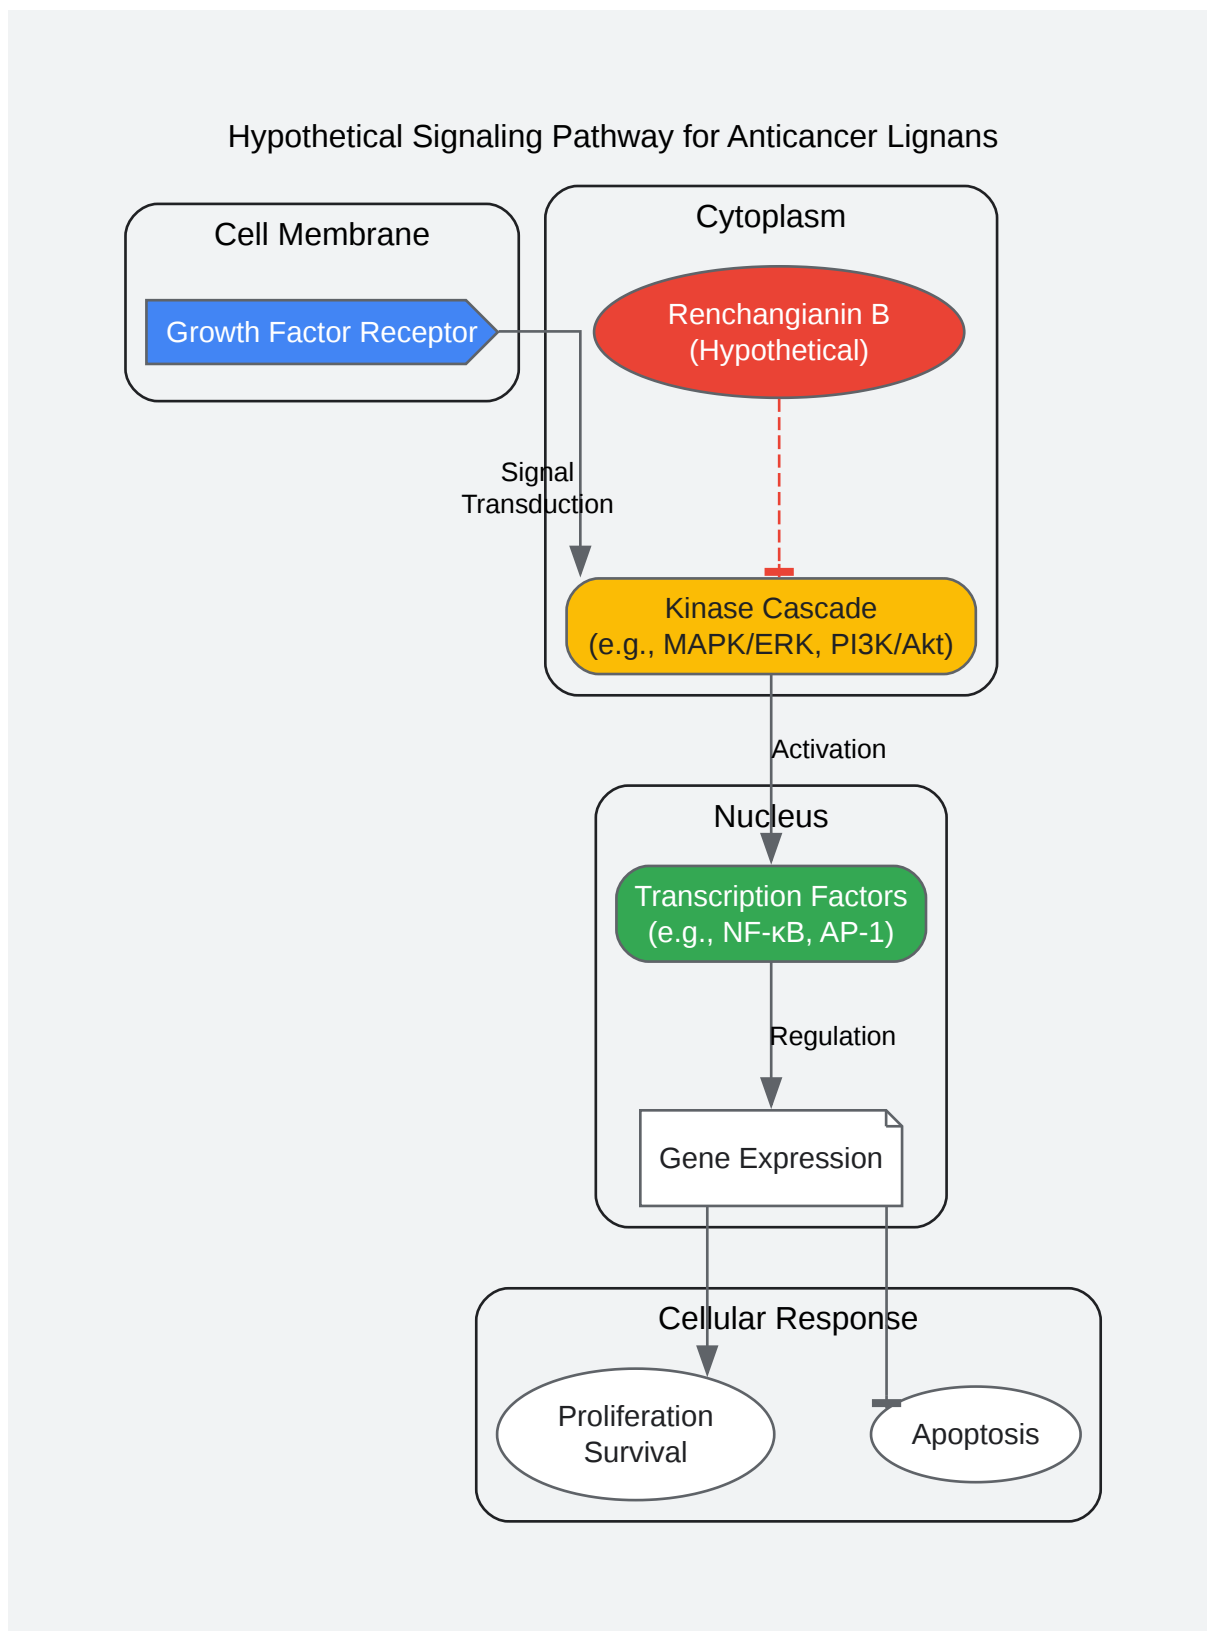 Hypothetical Signaling Pathway for Anticancer Lignans
Cell Membrane
Growth Factor Receptor
Cytoplasm
Renchangianin B
(Hypothetical)
Signal
Transduction
Kinase Cascade
(e.g., MAPK/ERK, PI3K/Akt)
Activation
Nucleus
Transcription Factors
(e.g., NF-κB, AP-1)
Regulation
Gene Expression
Cellular Response
Proliferation
Survival
Apoptosis